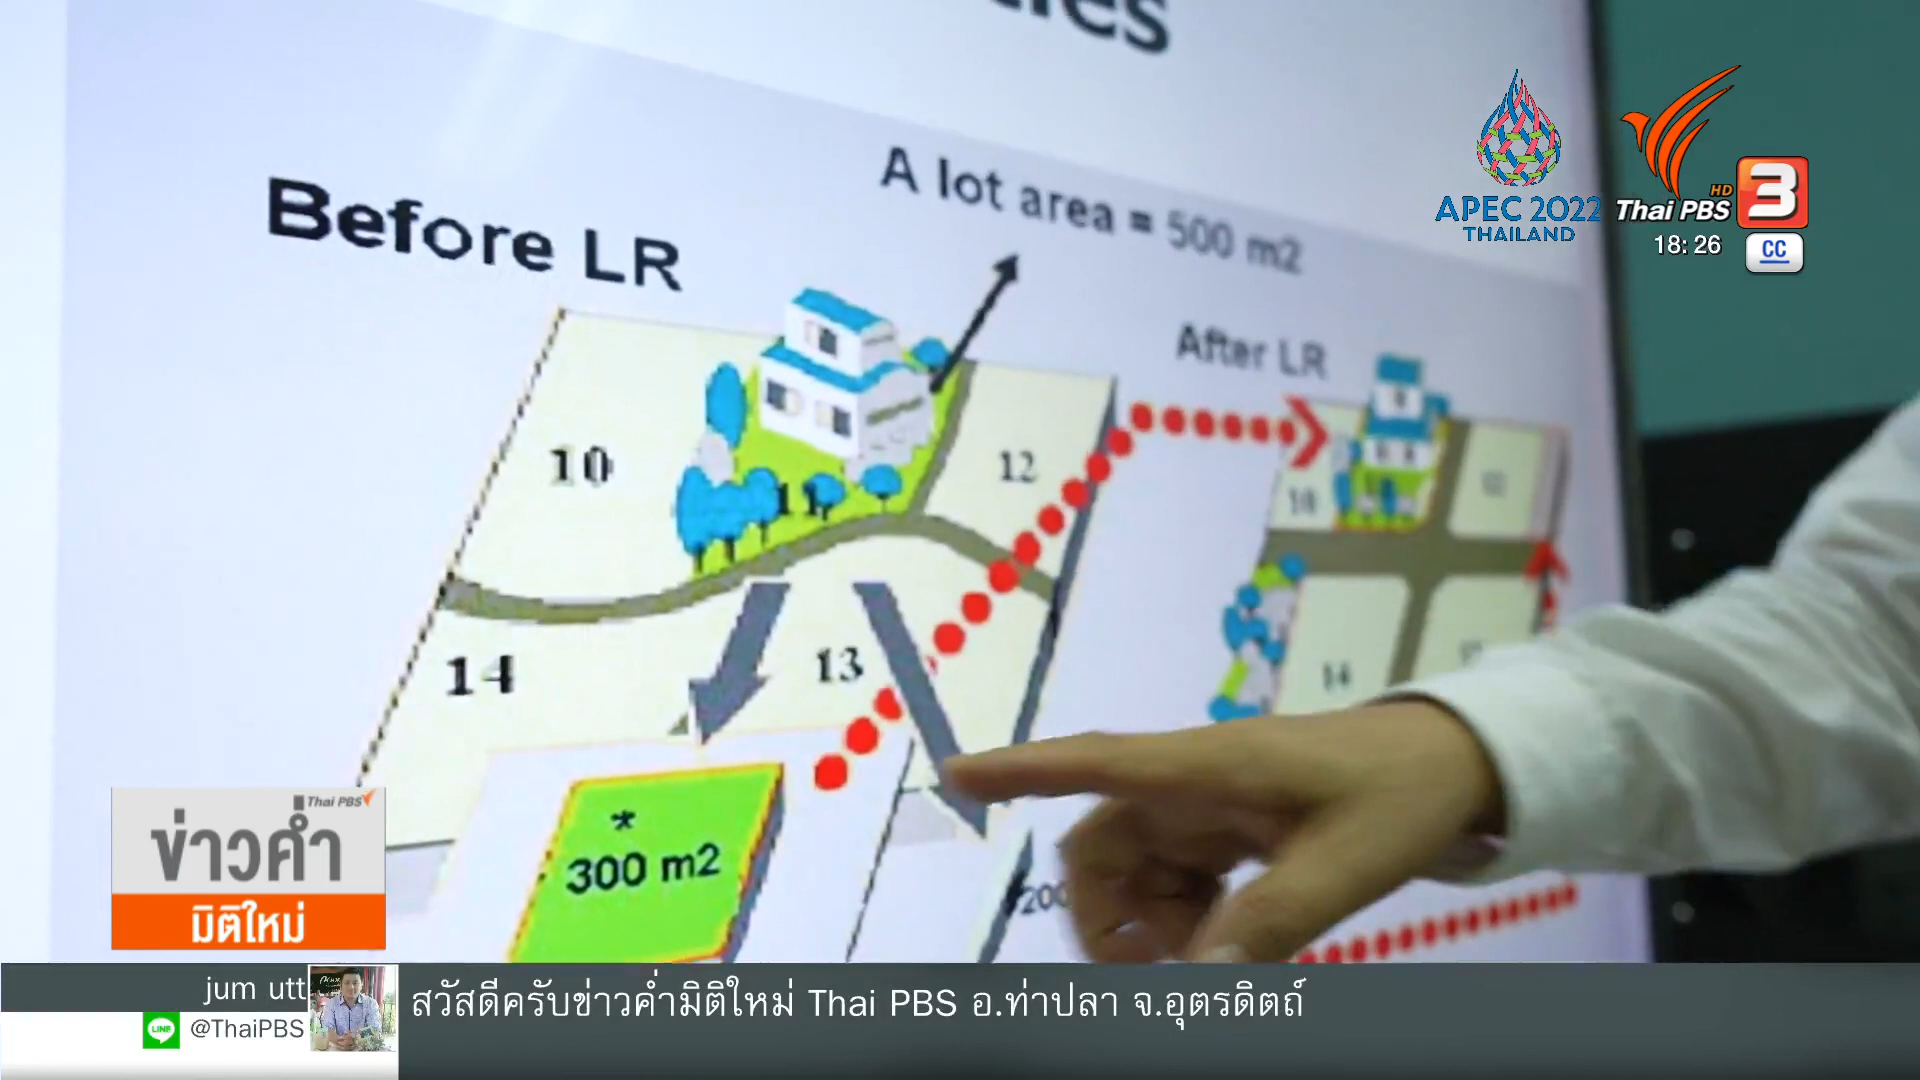 A lot area = 500 m2
Before LR
After LR
10
11
12
13
14
14
*
300 m2
200
APEC 2022
THAILAND
HD
Thai PBS
3
18:26
CC
Thai PBS
ข่าวค่ำ
มิติใหม่
jum utt
LINE
@ThaiPBS
สวัสดีครับข่าวค่ำมิติใหม่ Thai PBS อ.ท่าปลา จ.อุตรดิตถ์